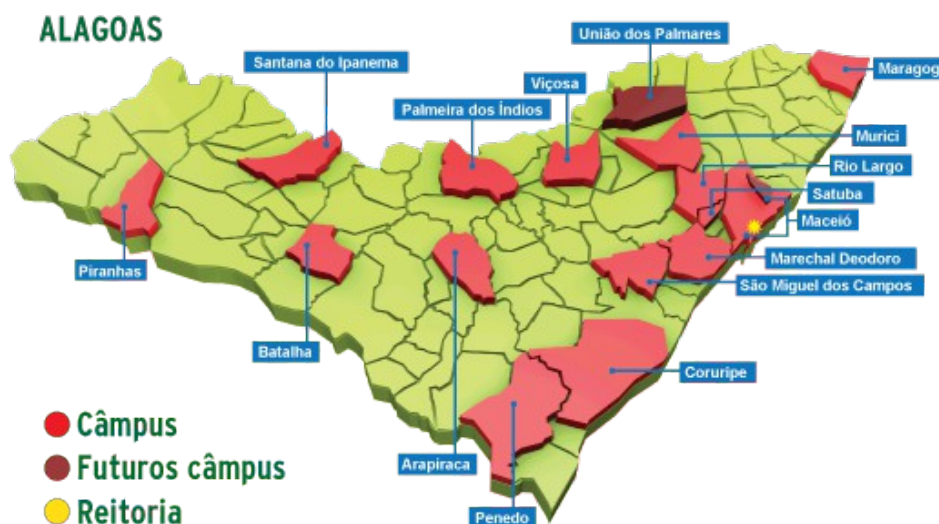 ALAGOAS
União dos Palmares
Santana do Ipanema
Viçosa
Maragog
Palmeira dos Índios
Murici
Rio Largo
Satuba
Maceió
Marechal Deodoro
Piranhas
São Miguel dos Campos
Batalha
Coruripe
Câmpus
Futuros câmpus
Arapiraca
Reitoria
Penedo